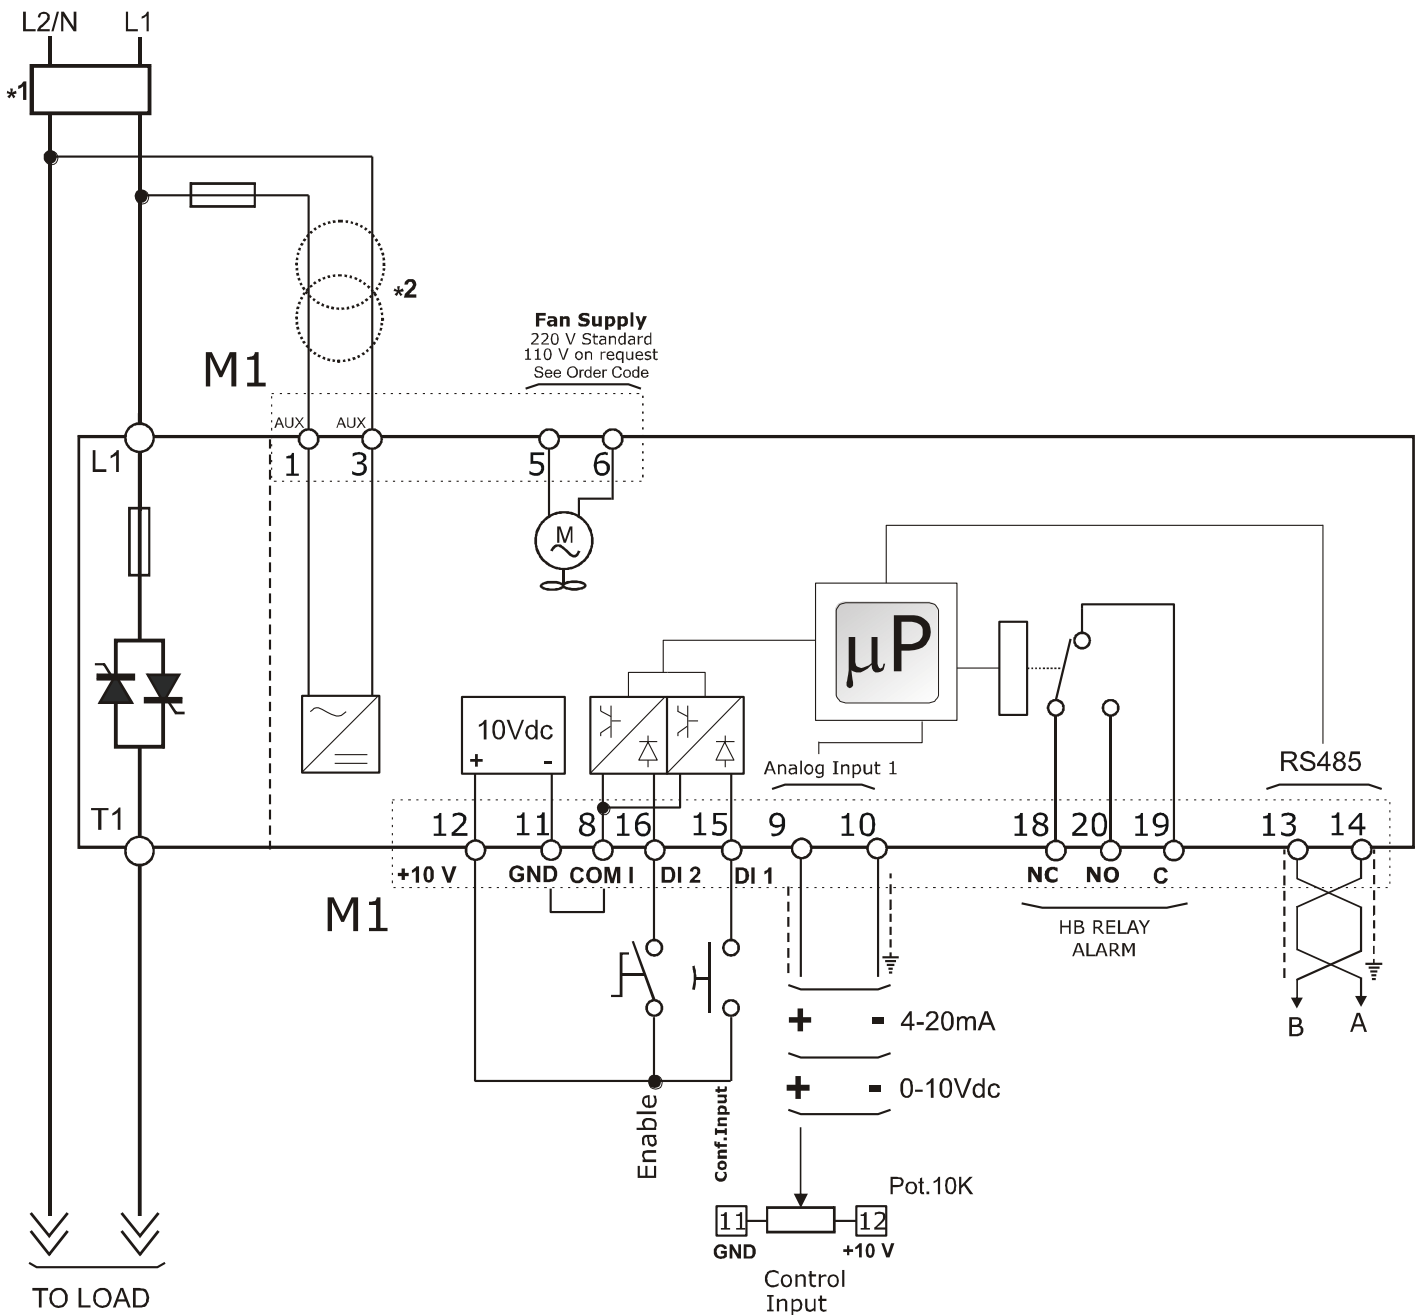 L2/N L1
*1
*2
Fan Supply
220 V Standard
110 V on request
See Order Code
M1
AUX AUX
L1 1 3 5 6
M
µP
10Vdc
+ -
Analog Input 1
RS485
T1 12 11 8 16 15 9 10 18 20 19 13 14
+10 V GND COM I DI 2 DI 1 NC NO C
M1
HB RELAY
ALARM
+ - 4-20mA
B A
+ - 0-10Vdc
Enable
Conf.Input
Pot.10K
11 12
GND +10 V
Control
Input
TO LOAD